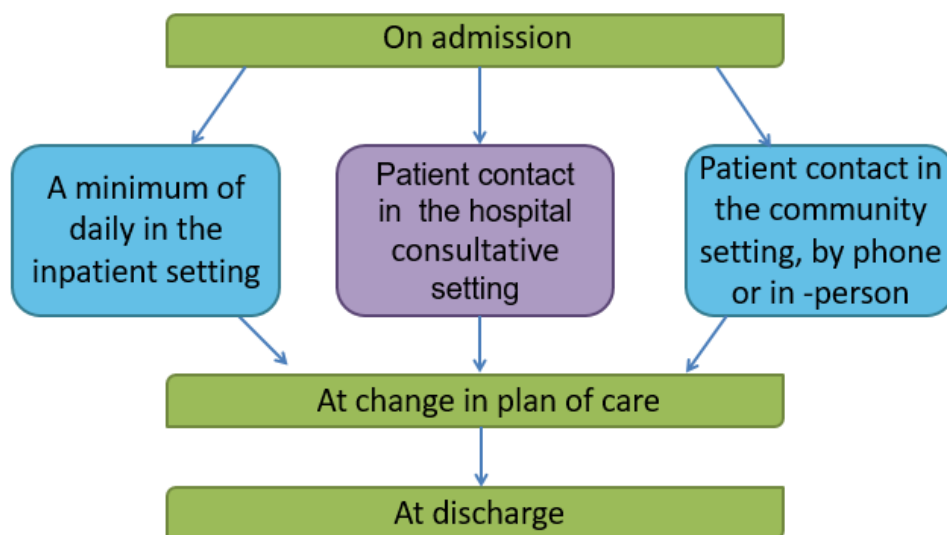 On admission
A minimum of
daily in the
inpatient setting
Patient contact
in the hospital
consultative
setting
Patient contact in
the community
setting, by phone
or in -person
At change in plan of care
At discharge